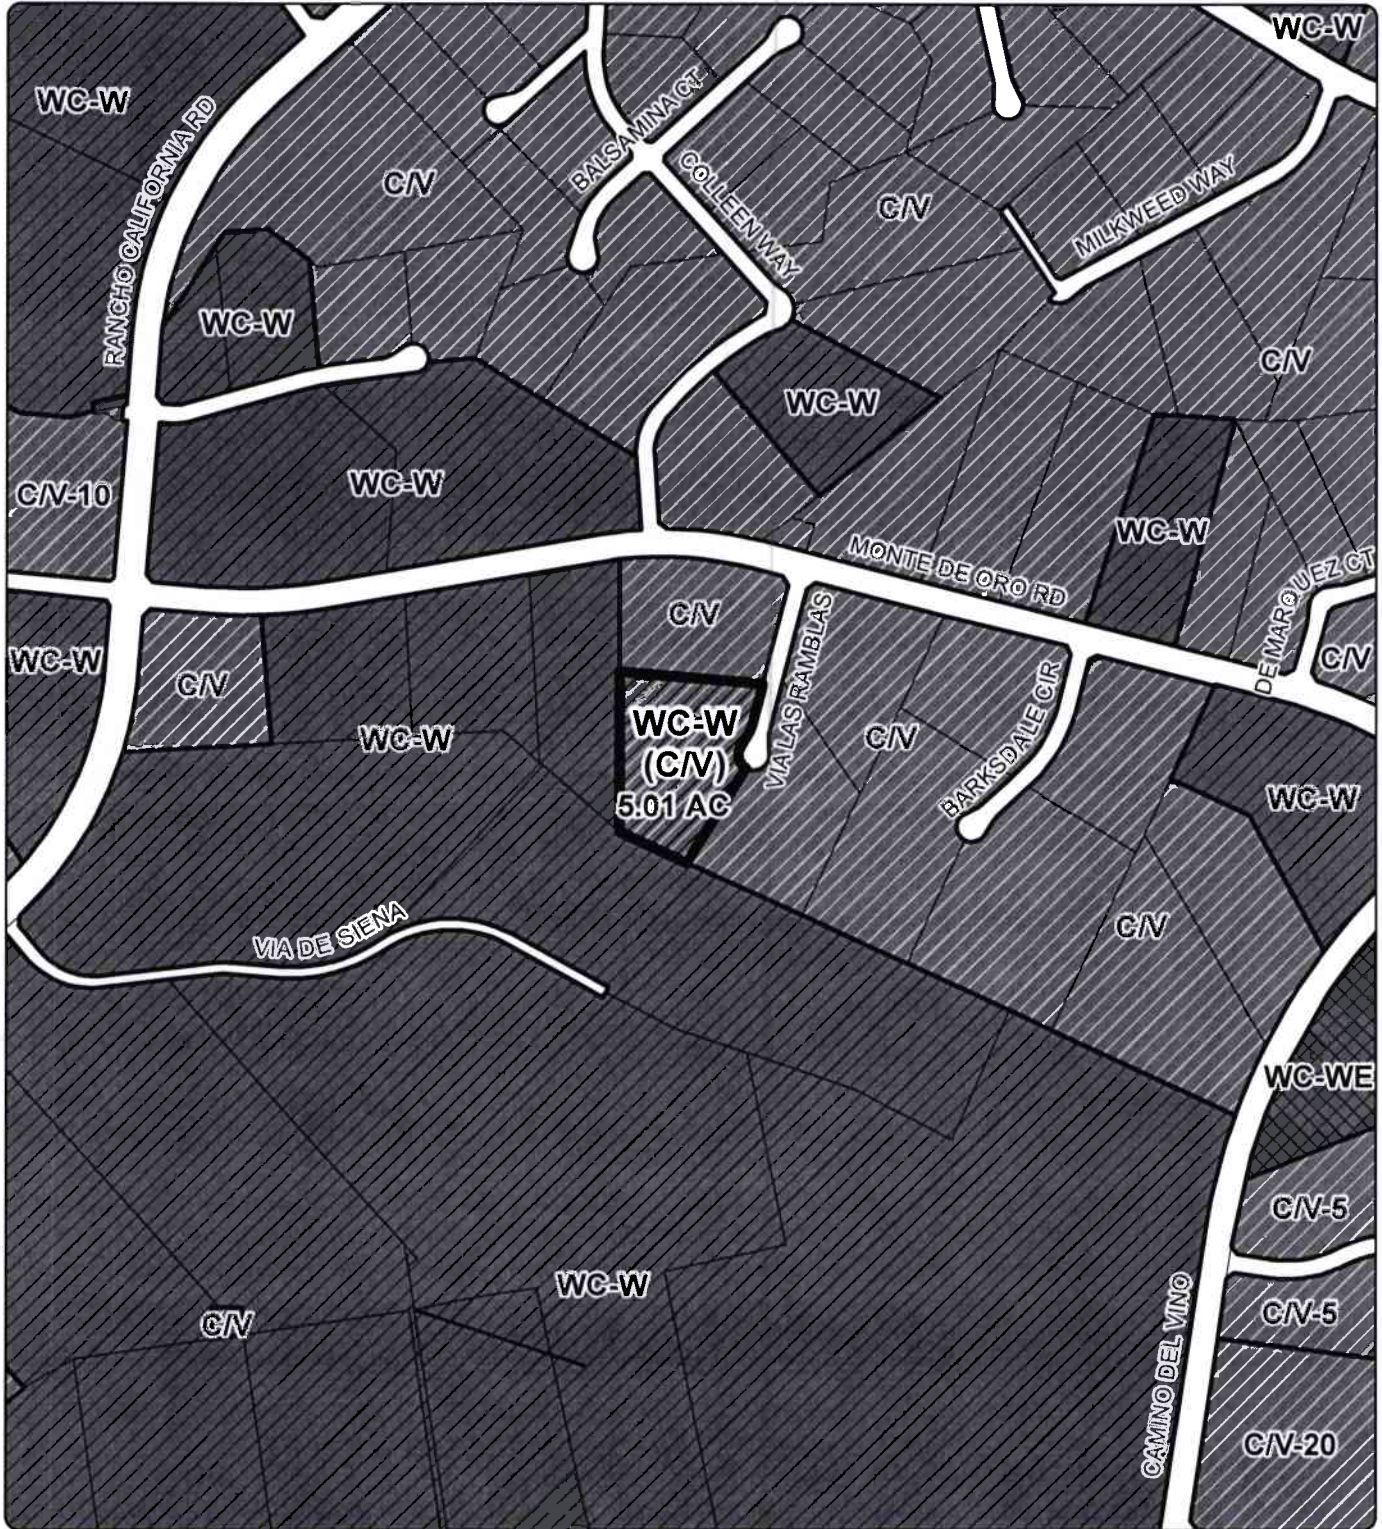 WC-W
WC-W
RANCHO CALIFORNIA RD
BALSAMINA CT
C/V
COLLEEN WAY
C/V
MILKWEED WAY
WC-W
C/V
WC-W
WC-W
C/V-10
WC-W
MONTE DE ORO RD
DE MARQUEZ CT
C/V
VIA LAS RAMBLAS
WC-W
C/V
C/V
WC-W
(C/V)
5.01 AC
WC-W
C/V
BARKSDALE CIR
WC-W
VIA DE SIENA
C/V
WC-WE
C/V-5
WC-W
C/V
C/V-5
CAMINO DEL VINO
C/V-20